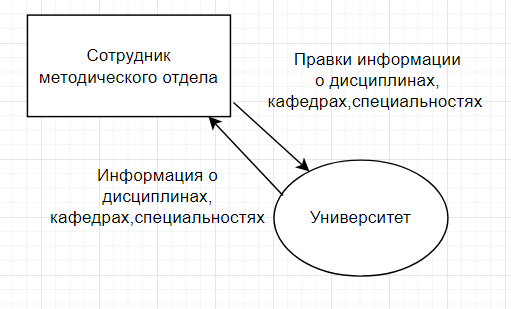 Сотрудник
методического отдела
Правки информации
о дисциплинах,
кафедрах,специальностях
Информация о
дисциплинах,
кафедрах,специальностях
Университет